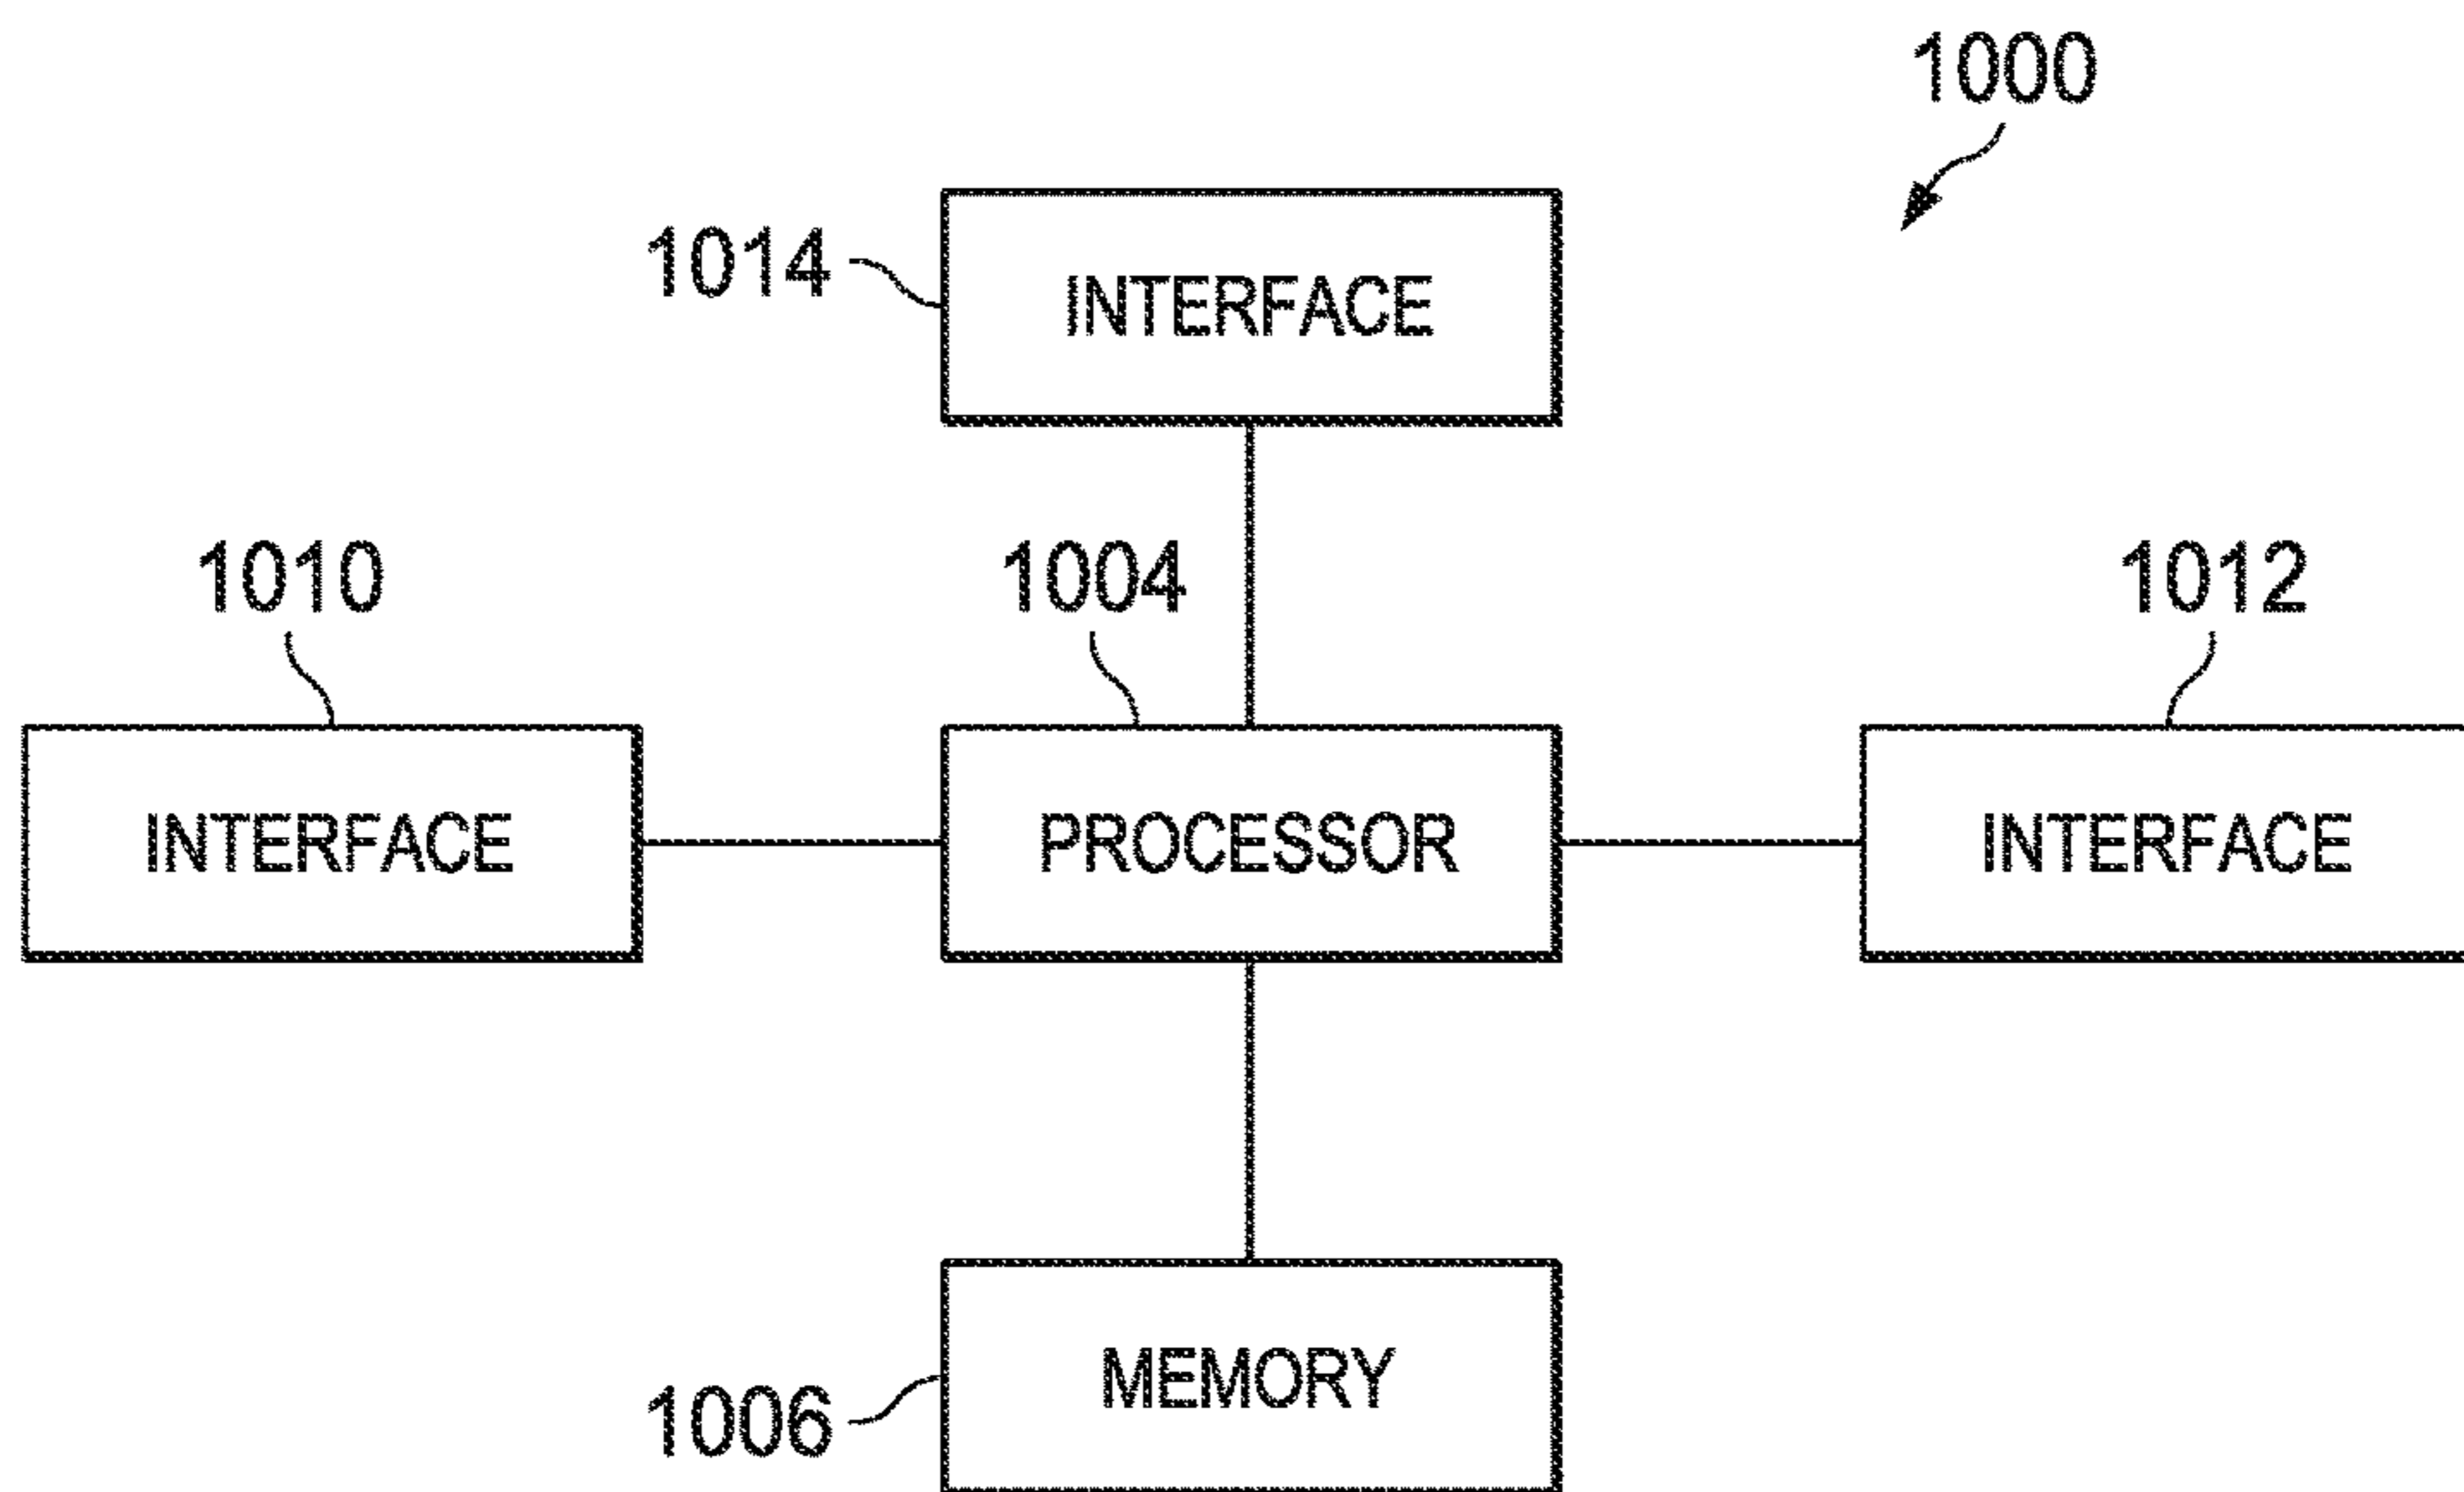 1000
1014
INTERFACE
1010
1004
1012
INTERFACE
PROCESSOR
INTERFACE
MEMORY
1006